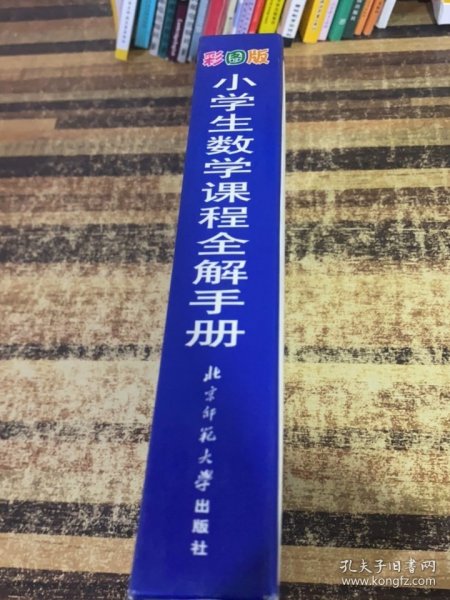 彩图版
小学生数学课程全解手册
北京师范大学出版社
孔夫子旧书网
www.kongfz.com